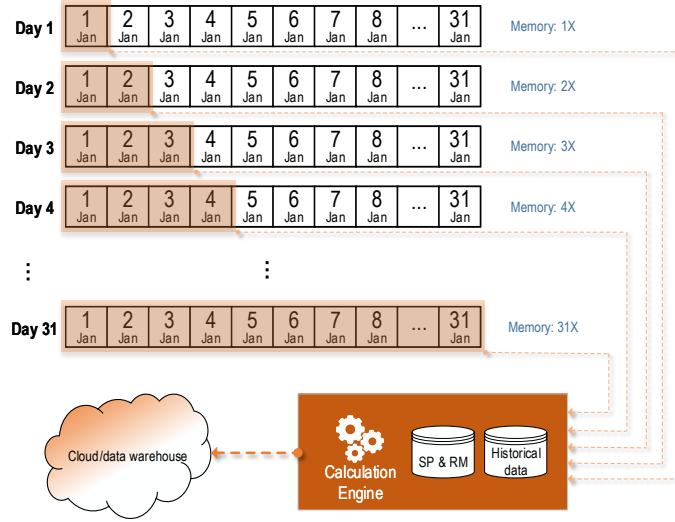 Day 1 1 2 3 4 5 6 7 8 ... 31 Memory: 1X
Jan Jan Jan Jan Jan Jan Jan Jan Jan
Day 2 1 2 3 4 5 6 7 8 ... 31 Memory: 2X
Jan Jan Jan Jan Jan Jan Jan Jan Jan
Day 3 1 2 3 4 5 6 7 8 ... 31 Memory: 3X
Jan Jan Jan Jan Jan Jan Jan Jan Jan
Day 4 1 2 3 4 5 6 7 8 ... 31 Memory: 4X
Jan Jan Jan Jan Jan Jan Jan Jan Jan
⋮ ⋮
Day 31 1 2 3 4 5 6 7 8 ... 31 Memory: 31X
Jan Jan Jan Jan Jan Jan Jan Jan Jan
Cloud/data warehouse
Calculation
Engine
SP & RM
Historical
data